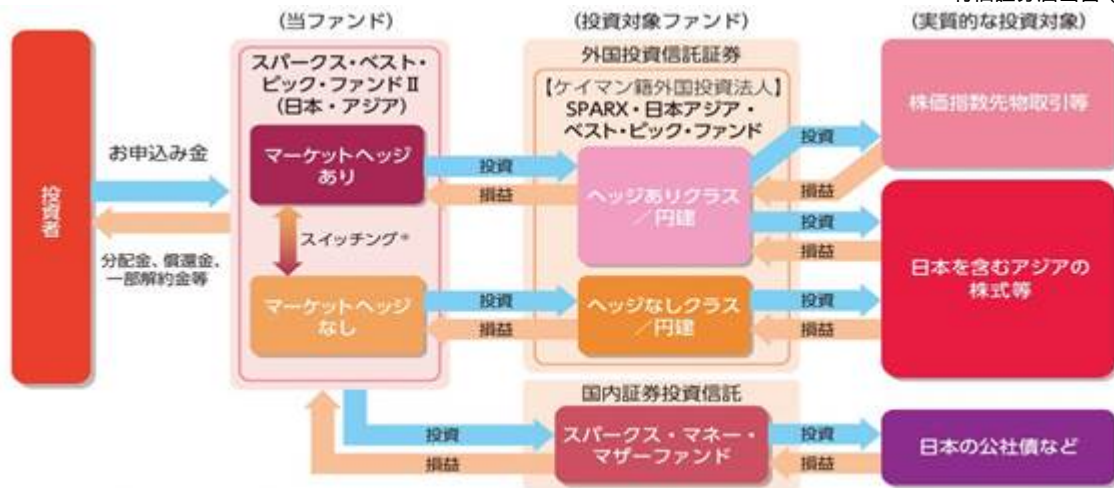 (当ファンド)
(投資対象ファンド)
(実質的な投資対象)
スパークス・ベスト・
ピック・ファンドⅡ
(日本・アジア)
外国投資信託証券
【ケイマン籍外国投資法人】
SPARX・日本アジア・
ベスト・ピック・ファンド
株価指数先物取引等
投資者
お申込み金
分配金、償還金、
一部解約金等
マーケットヘッジ
あり
スイッチング※
マーケットヘッジ
なし
投資
損益
投資
損益
ヘッジありクラス
／円建
ヘッジなしクラス
／円建
投資
損益
投資
損益
投資
損益
日本を含むアジアの
株式等
国内証券投資信託
投資
損益
スパークス・マネー・
マザーファンド
投資
損益
日本の公社債など